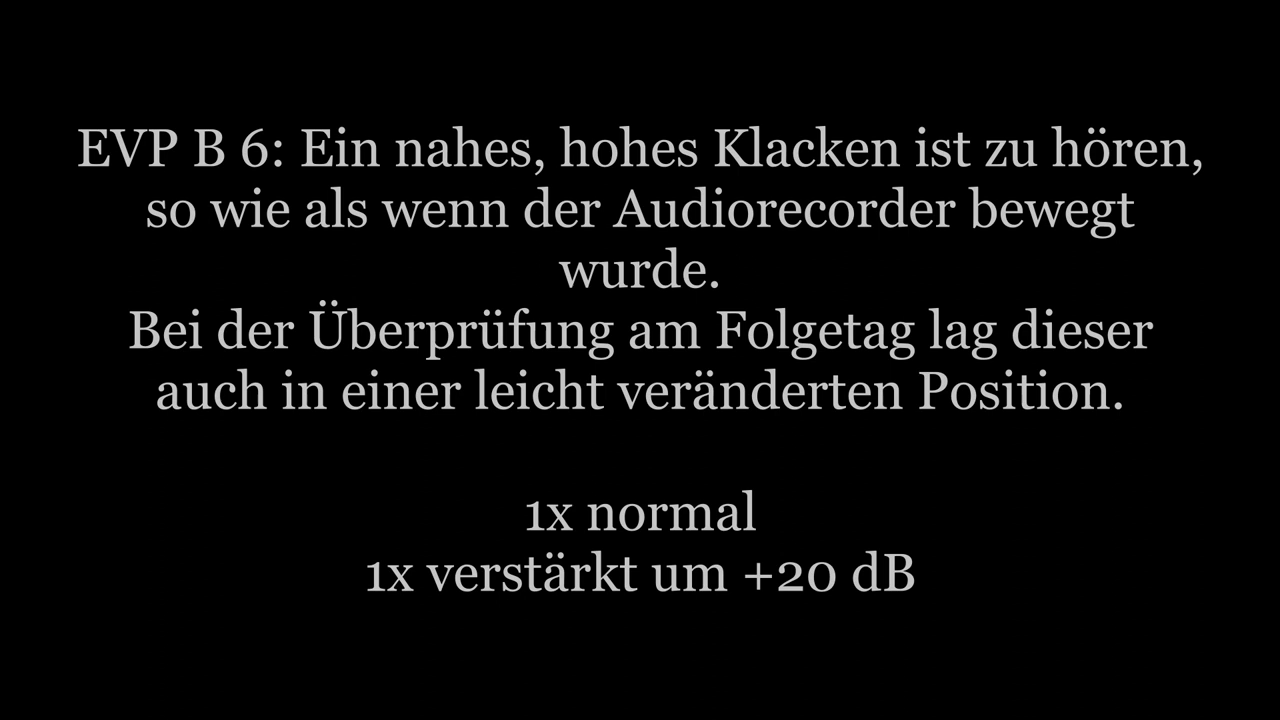 EVP B 6: Ein nahes, hohes Klacken ist zu hören,
so wie als wenn der Audiorecorder bewegt
wurde.
Bei der Überprüfung am Folgetag lag dieser
auch in einer leicht veränderten Position.
1x normal
1x verstärkt um +20 dB